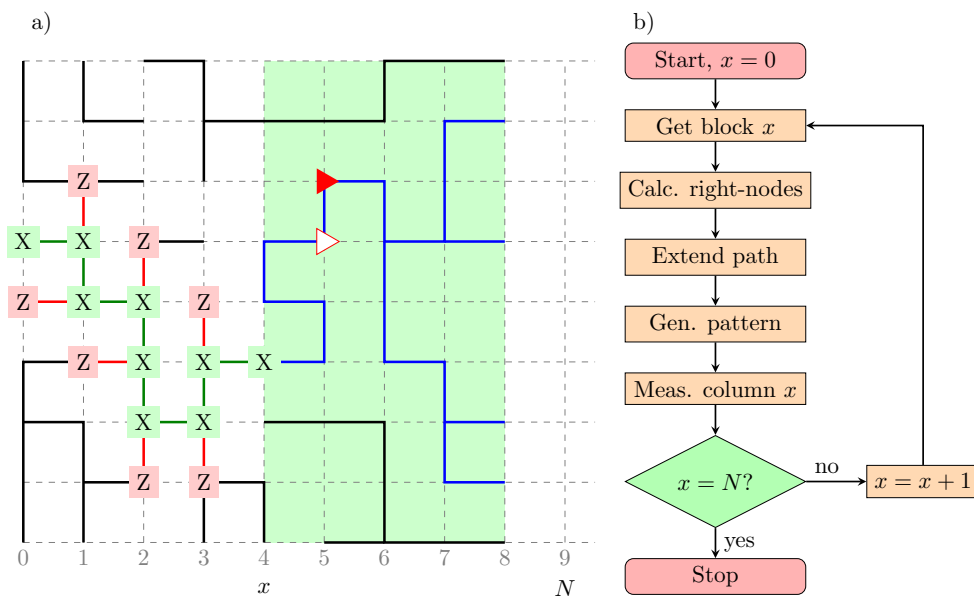 a)
Z
X X Z
Z X X Z
Z X X X
X X
Z Z
0 1 2 3 4 5 6 7 8 9
x N
b)
Start, x = 0
Get block x
Calc. right-nodes
Extend path
Gen. pattern
Meas. column x
x = N?
no
x = x + 1
yes
Stop